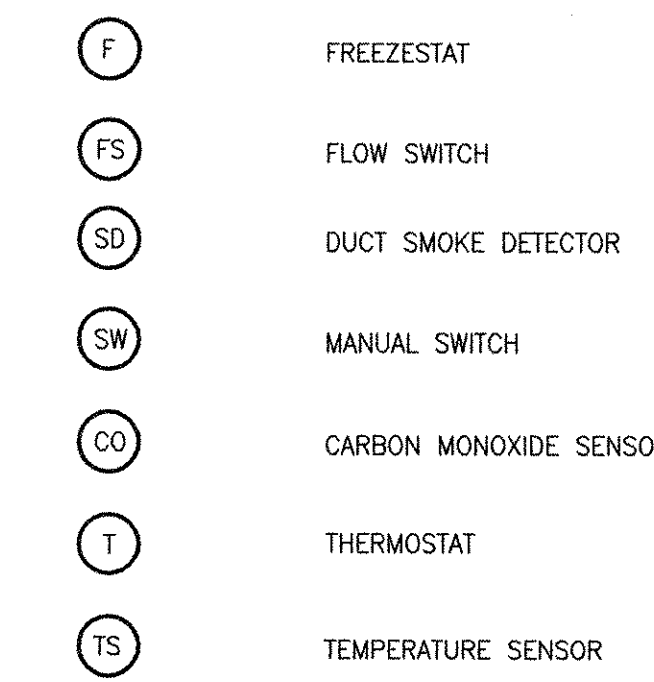 F FREEZESTAT
FS FLOW SWITCH
SD DUCT SMOKE DETECTOR
SW MANUAL SWITCH
CO CARBON MONOXIDE SENSO
T THERMOSTAT
TS TEMPERATURE SENSOR